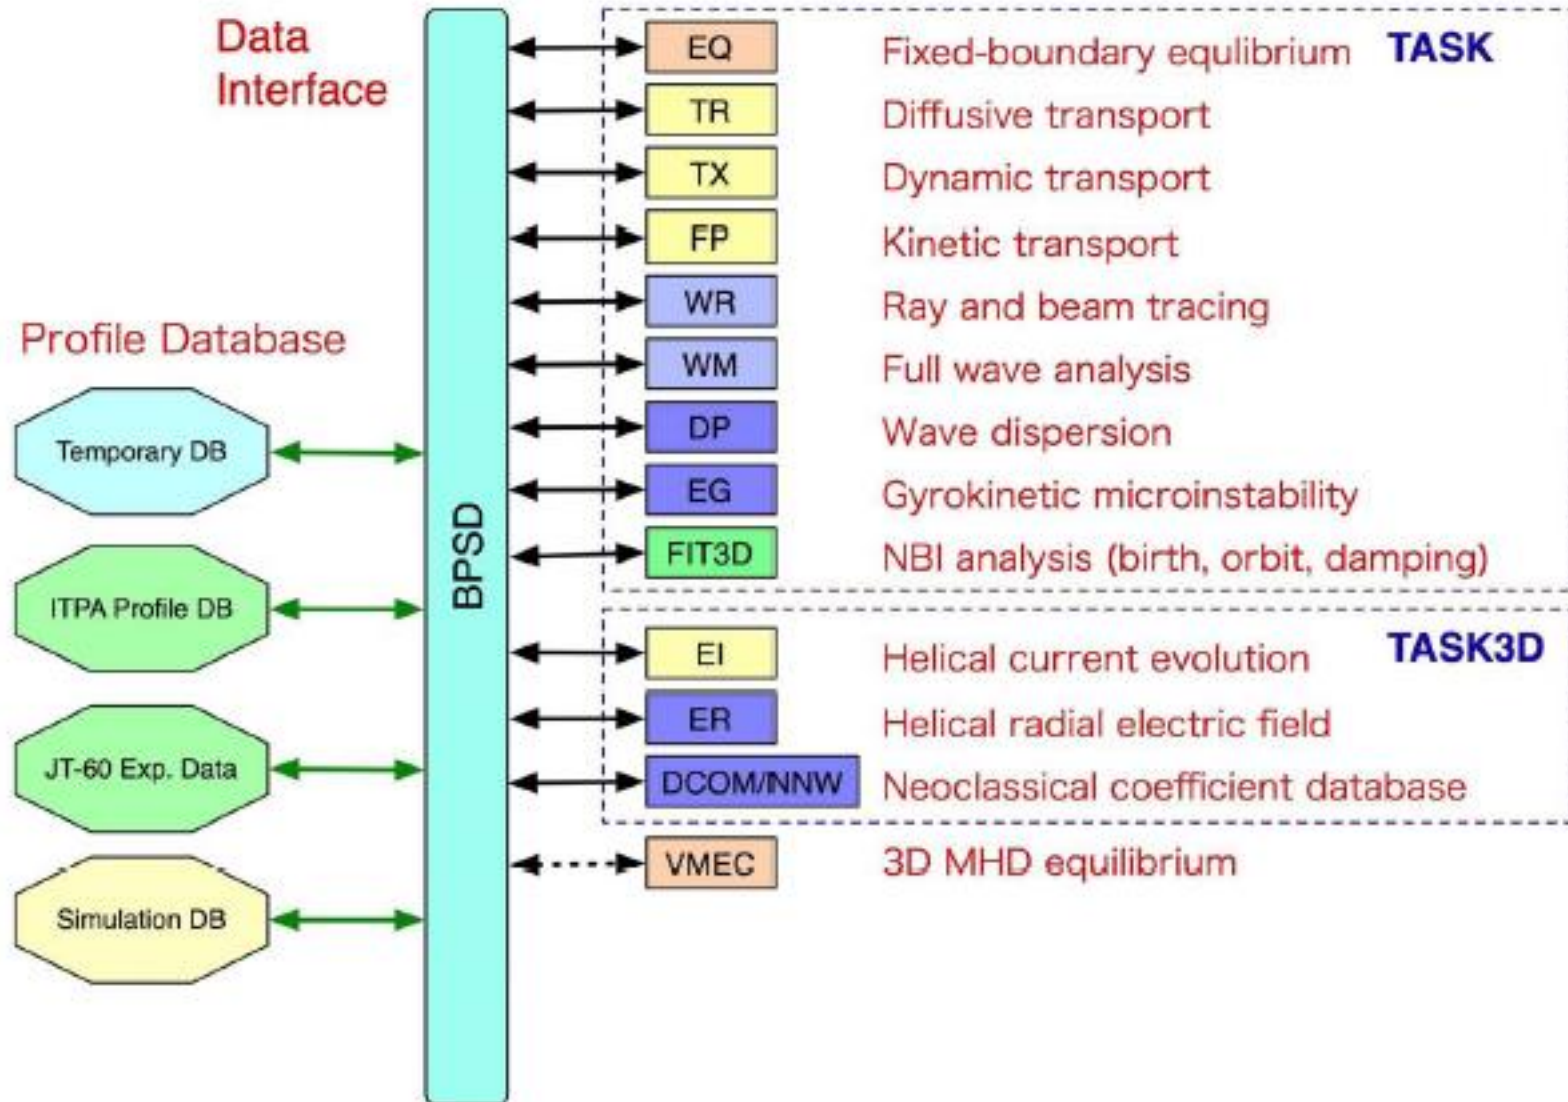 Data
Interface
Profile Database
Temporary DB
ITPA Profile DB
JT-60 Exp. Data
Simulation DB
BPSD
TASK
EQ Fixed-boundary equlibrium
TR Diffusive transport
TX Dynamic transport
FP Kinetic transport
WR Ray and beam tracing
WM Full wave analysis
DP Wave dispersion
EG Gyrokinetic microinstability
FIT3D NBI analysis (birth, orbit, damping)
TASK3D
EI Helical current evolution
ER Helical radial electric field
DCOM/NNW Neoclassical coefficient database
VMEC 3D MHD equilibrium